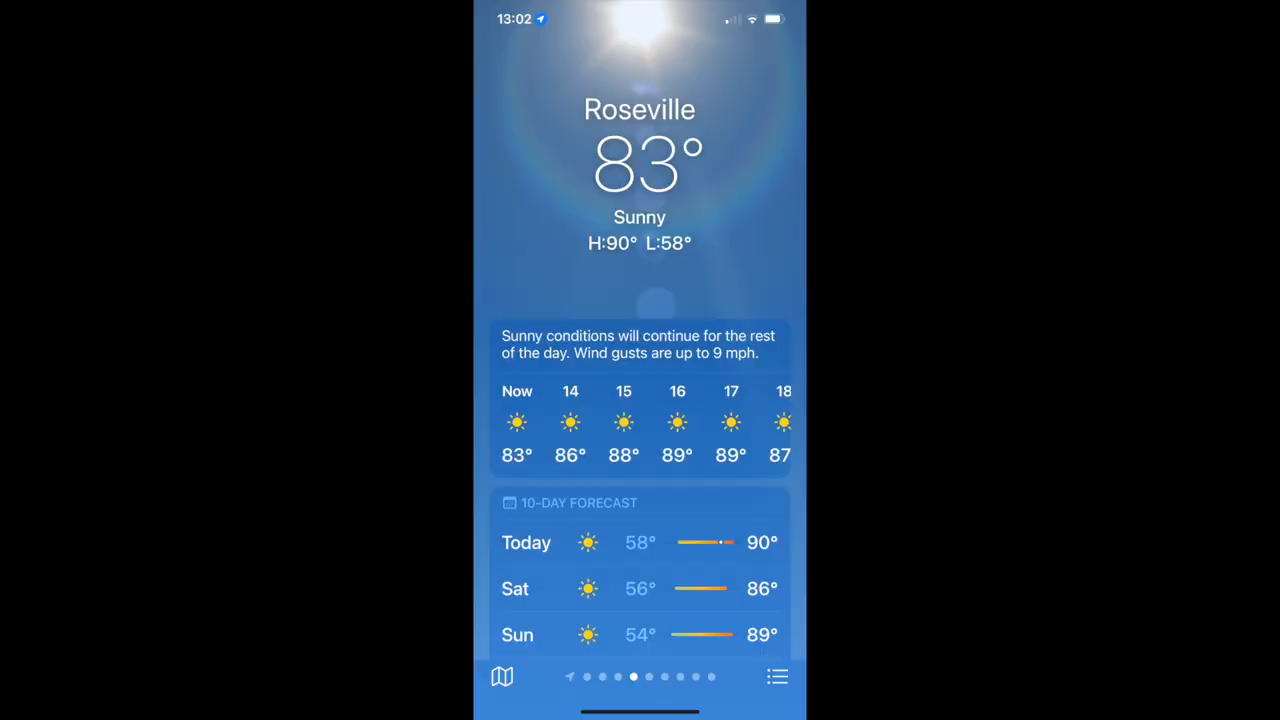 13:02
Roseville
83°
Sunny
H:90° L:58°
Sunny conditions will continue for the rest
of the day. Wind gusts are up to 9 mph.
Now 14 15 16 17 18
83° 86° 88° 89° 89° 87
10-DAY FORECAST
Today 58° 90°
Sat 56° 86°
Sun 54° 89°